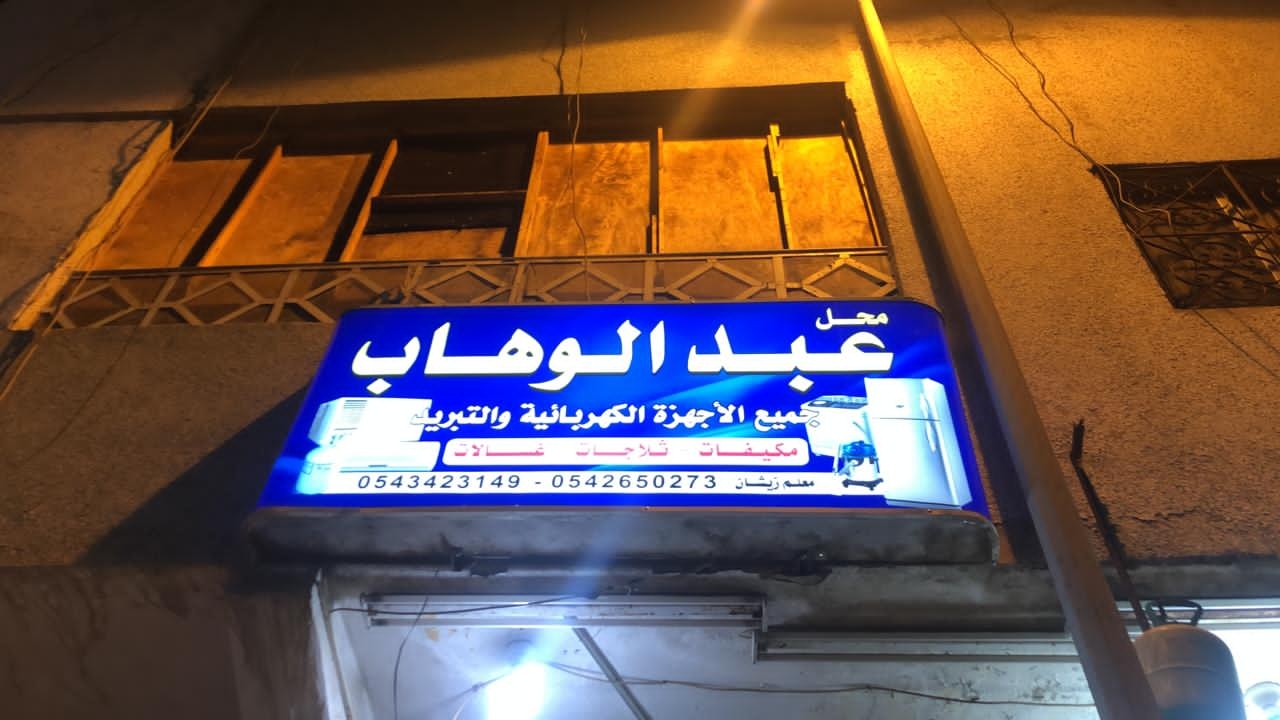 محل
عبد الوهاب
جميع الأجهزة الكهربائية والتبريد
مكيفات - ثلاجات - غسالات
معلم زيشان 0542650273 - 0543423149